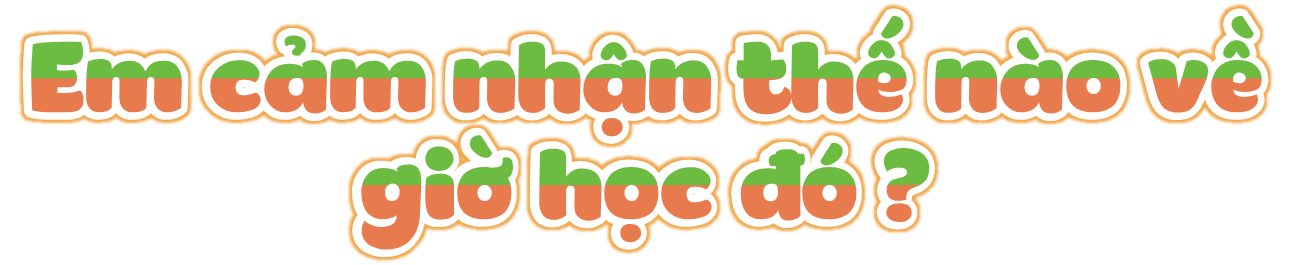 Em cảm nhận thế nào về
giờ học đó ?